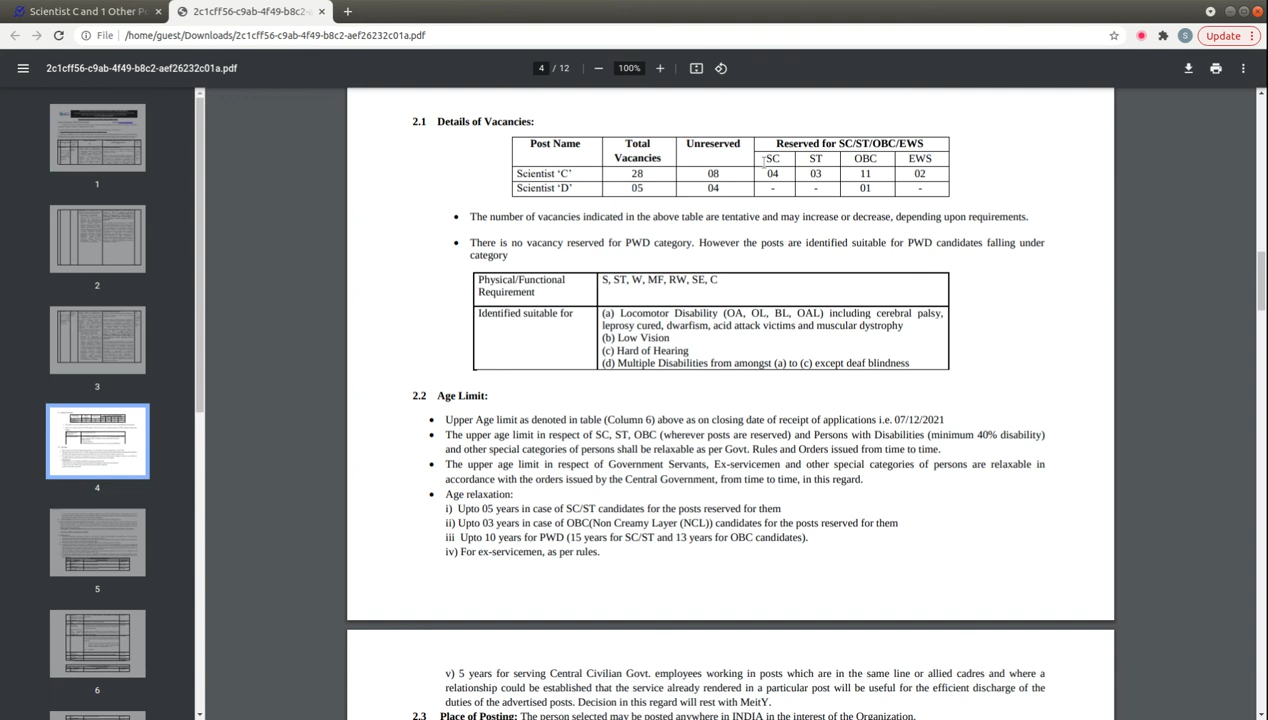 Scientist C and 1 Other Po
2c1cff56-c9ab-4f49-b8c2-a
File
/home/guest/Downloads/2c1cff56-c9ab-4f49-b8c2-aef26232c01a.pdf
S
Update
2c1cff56-c9ab-4f49-b8c2-aef26232c01a.pdf
4 / 12
100%
1
2
3
4
5
6
2.1 Details of Vacancies:
Post Name Total Vacancies Unreserved Reserved for SC/ST/OBC/EWS
SC ST OBC EWS
Scientist ‘C’ 28 08 04 03 11 02
Scientist ‘D’ 05 04 - - 01 -
• The number of vacancies indicated in the above table are tentative and may increase or decrease, depending upon requirements.
• There is no vacancy reserved for PWD category. However the posts are identified suitable for PWD candidates falling under
category
Physical/Functional S, ST, W, MF, RW, SE, C
Requirement
Identified suitable for (a) Locomotor Disability (OA, OL, BL, OAL) including cerebral palsy,
leprosy cured, dwarfism, acid attack victims and muscular dystrophy
(b) Low Vision
(c) Hard of Hearing
(d) Multiple Disabilities from amongst (a) to (c) except deaf blindness
2.2 Age Limit:
• Upper Age limit as denoted in table (Column 6) above as on closing date of receipt of applications i.e. 07/12/2021
• The upper age limit in respect of SC, ST, OBC (wherever posts are reserved) and Persons with Disabilities (minimum 40% disability)
and other special categories of persons shall be relaxable as per Govt. Rules and Orders issued from time to time.
• The upper age limit in respect of Government Servants, Ex-servicemen and other special categories of persons are relaxable in
accordance with the orders issued by the Central Government, from time to time, in this regard.
• Age relaxation:
i) Upto 05 years in case of SC/ST candidates for the posts reserved for them
ii) Upto 03 years in case of OBC(Non Creamy Layer (NCL)) candidates for the posts reserved for them
iii Upto 10 years for PWD (15 years for SC/ST and 13 years for OBC candidates).
iv) For ex-servicemen, as per rules.
v) 5 years for serving Central Civilian Govt. employees working in posts which are in the same line or allied cadres and where a
relationship could be established that the service already rendered in a particular post will be useful for the efficient discharge of the
duties of the advertised posts. Decision in this regard will rest with MeitY.
2.3 Place of Posting: The person selected may be posted anywhere in INDIA in the interest of the Organization.